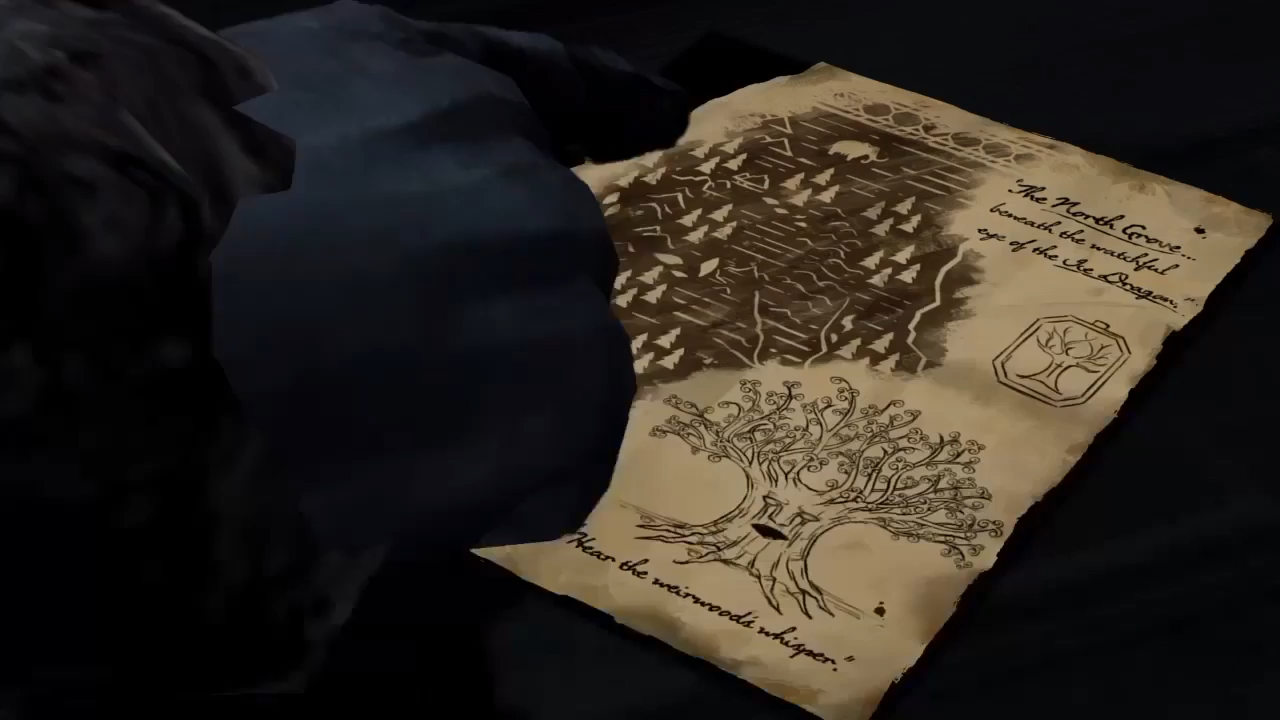 "The North Grove...
beneath the watchful
eye of the Ice Dragon."
"Hear the weirwood's whisper."